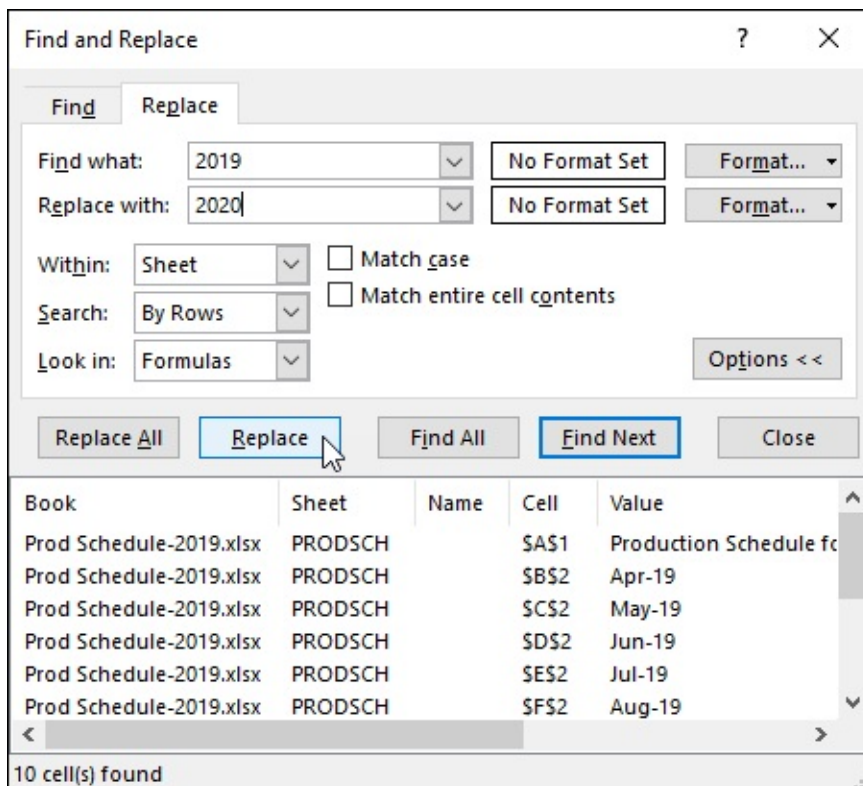 Find and Replace ?
Find Replace
Find what: 2019 No Format Set Format...
Replace with: 2020 No Format Set Format...
Within: Sheet Match case
Match entire cell contents
Search: By Rows
Look in: Formulas Options <<
Replace All Replace Find All Find Next Close
Book Sheet Name Cell Value
Prod Schedule-2019.xlsx PRODSCH $A$1 Production Schedule fo
Prod Schedule-2019.xlsx PRODSCH $B$2 Apr-19
Prod Schedule-2019.xlsx PRODSCH $C$2 May-19
Prod Schedule-2019.xlsx PRODSCH $D$2 Jun-19
Prod Schedule-2019.xlsx PRODSCH $E$2 Jul-19
Prod Schedule-2019.xlsx PRODSCH $F$2 Aug-19
10 cell(s) found